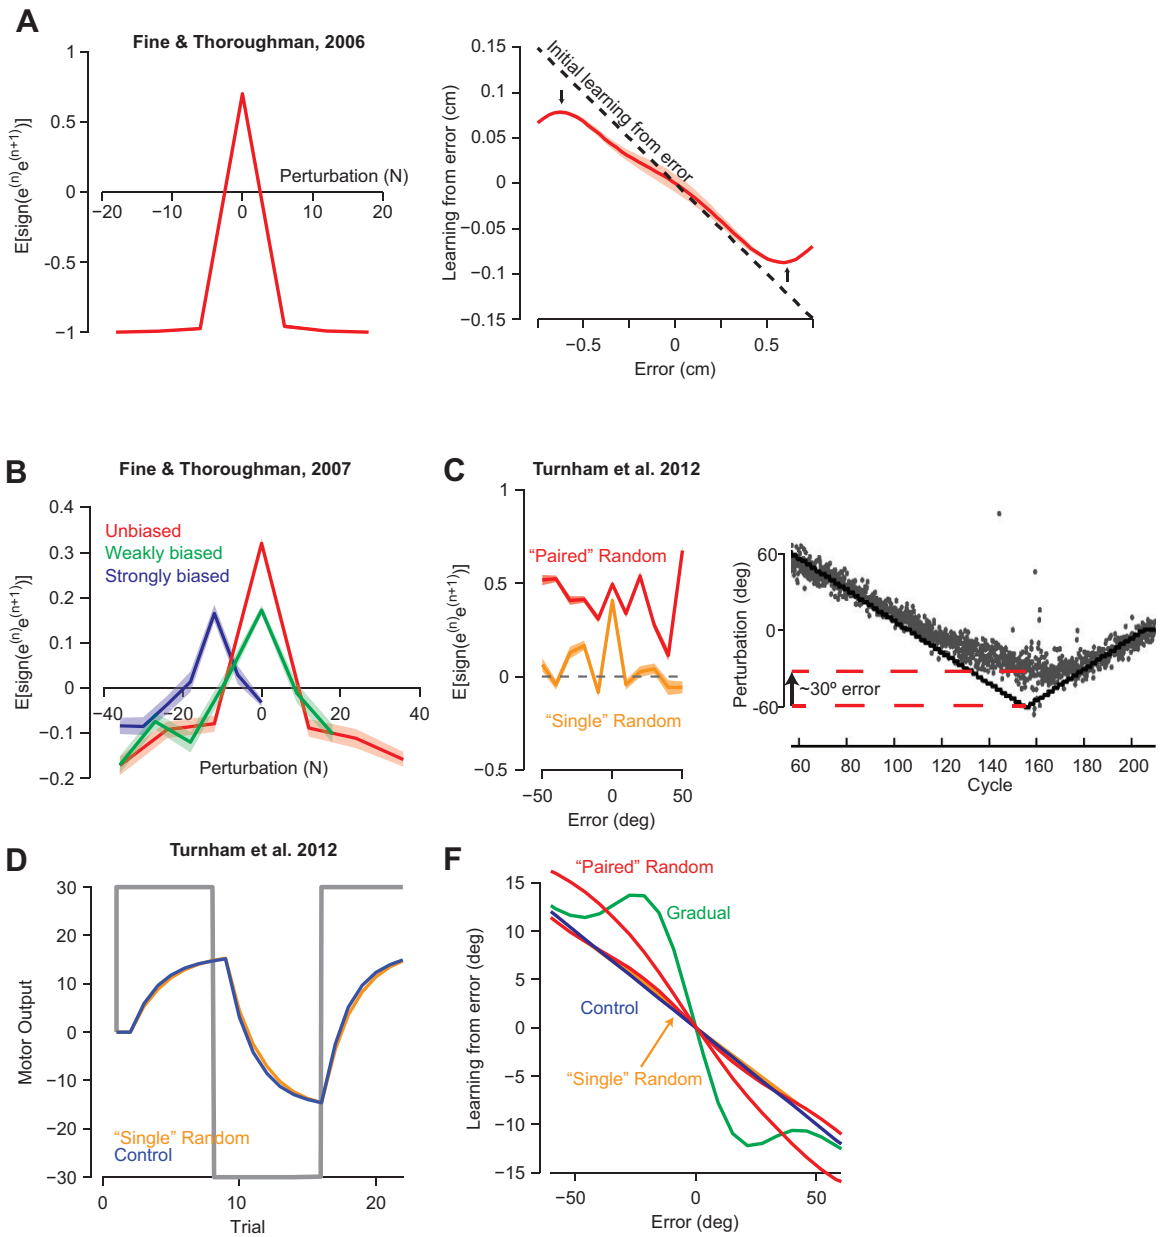 A
Fine & Thoroughman, 2006
1
0.5
0
-0.5
-1
E[sign(e(n)e(n+1))]
Perturbation (N)
−20 −10 0 10 20
0.15
0.1
0.05
0
−0.05
−0.1
−0.15
Learning from error (cm)
Initial learning from error
−0.5 0 0.5
Error (cm)
B
Fine & Thoroughman, 2007
0.4
0.3
0.2
0.1
0
−0.1
−0.2
E[sign(e(n)e(n+1))]
Unbiased
Weakly biased
Strongly biased
−40 −20 0 20 40
Perturbation (N)
C
Turnham et al. 2012
1
0.5
0
−0.5
E[sign(e(n)e(n+1))]
“Paired” Random
“Single” Random
−50 0 50
Error (deg)
60
0
-60
Perturbation (deg)
~30º error
60 80 100 120 140 160 180 200
Cycle
D
Turnham et al. 2012
30
20
10
0
−10
−20
−30
Motor Output
“Single” Random
Control
0 10 20
Trial
F
“Paired” Random
Gradual
Control
“Single” Random
15
10
5
0
−5
−10
−15
Learning from error (deg)
−50 0 50
Error (deg)